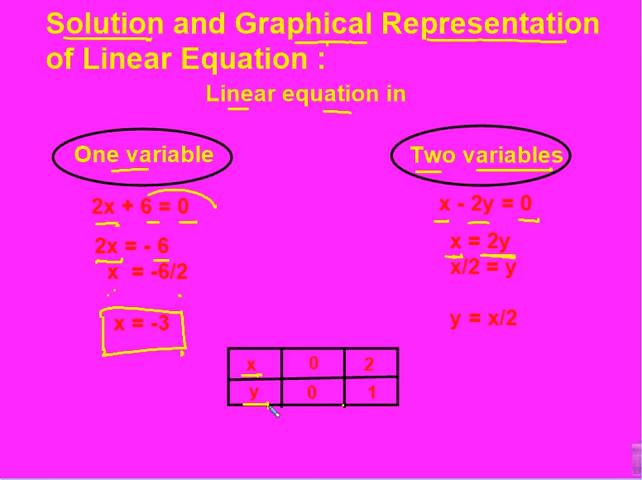 Solution and Graphical Representation
of Linear Equation :
Linear equation in
One variable
2x + 6 = 0
2x = - 6
x = -6/2
x = -3
Two variables
x - 2y = 0
x = 2y
x/2 = y
y = x/2
x 0 2
y 0 1